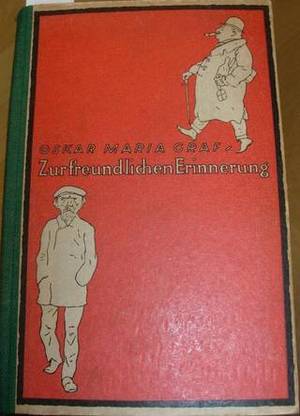 OSKAR MARIA GRAF
Zur freundlichen Erinnerung